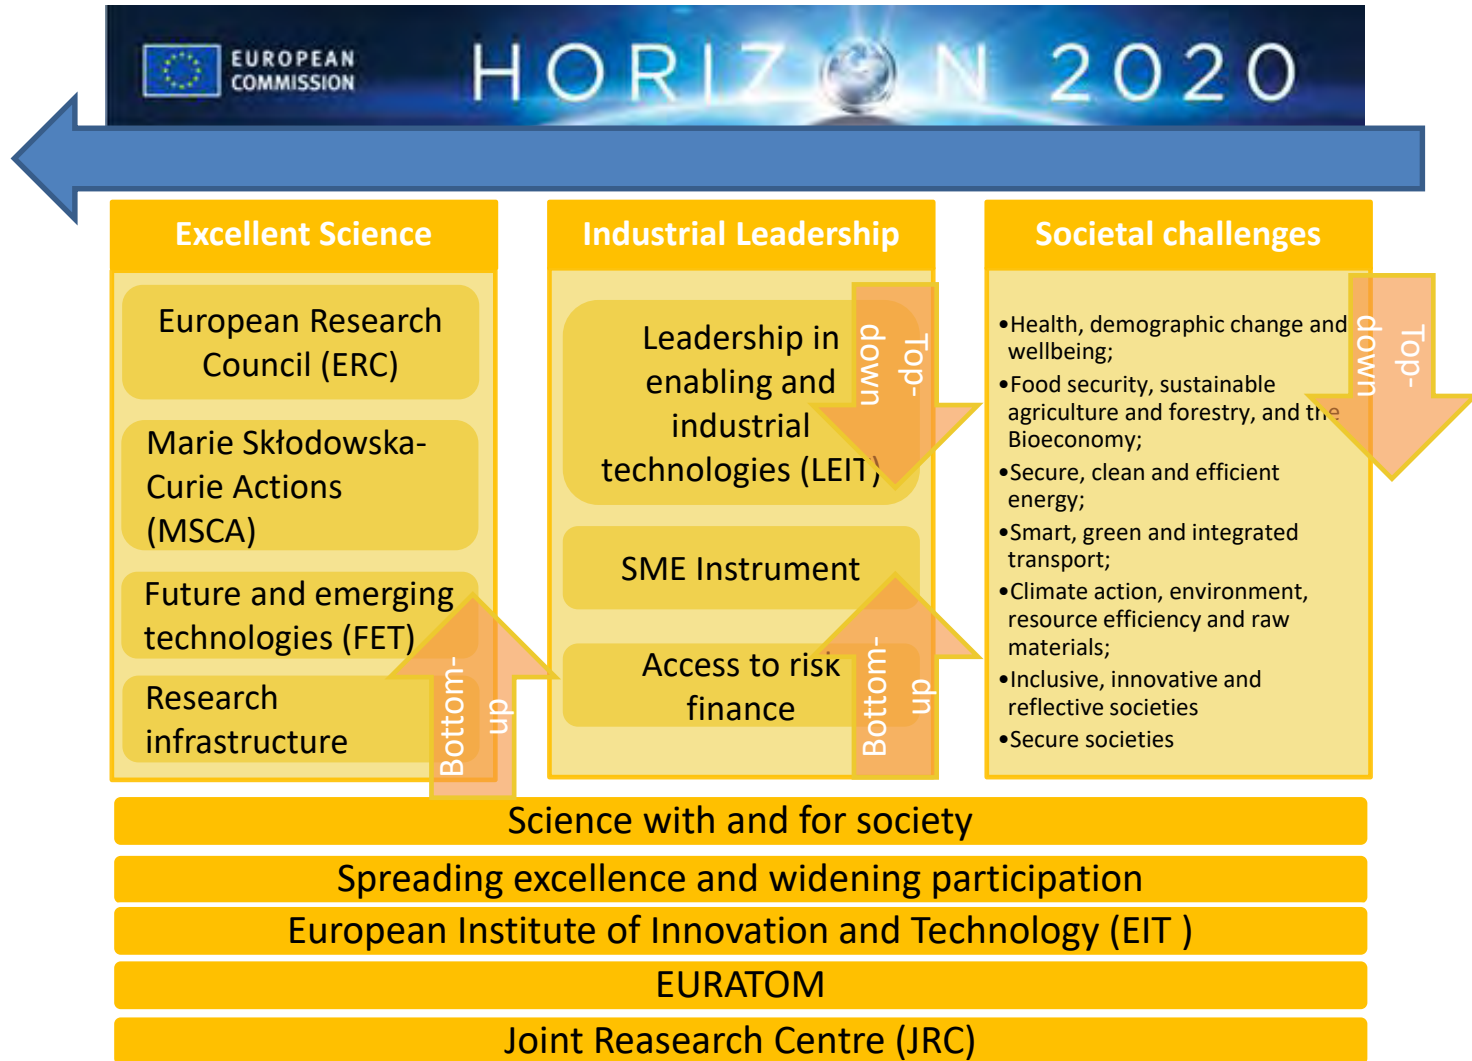 EUROPEAN
COMMISSION
HORIZON 2020
Excellent Science
European Research
Council (ERC)
Marie Skłodowska-
Curie Actions
(MSCA)
Future and emerging
technologies (FET)
Research
infrastructure
Bottom-
up
Industrial Leadership
Leadership in
enabling and
industrial
technologies (LEIT)
Top-
down
SME Instrument
Access to risk
finance
Bottom-
up
Societal challenges
•Health, demographic change and
wellbeing;
•Food security, sustainable
agriculture and forestry, and the
Bioeconomy;
•Secure, clean and efficient
energy;
•Smart, green and integrated
transport;
•Climate action, environment,
resource efficiency and raw
materials;
•Inclusive, innovative and
reflective societies
•Secure societies
Top-
down
Science with and for society
Spreading excellence and widening participation
European Institute of Innovation and Technology (EIT )
EURATOM
Joint Reasearch Centre (JRC)